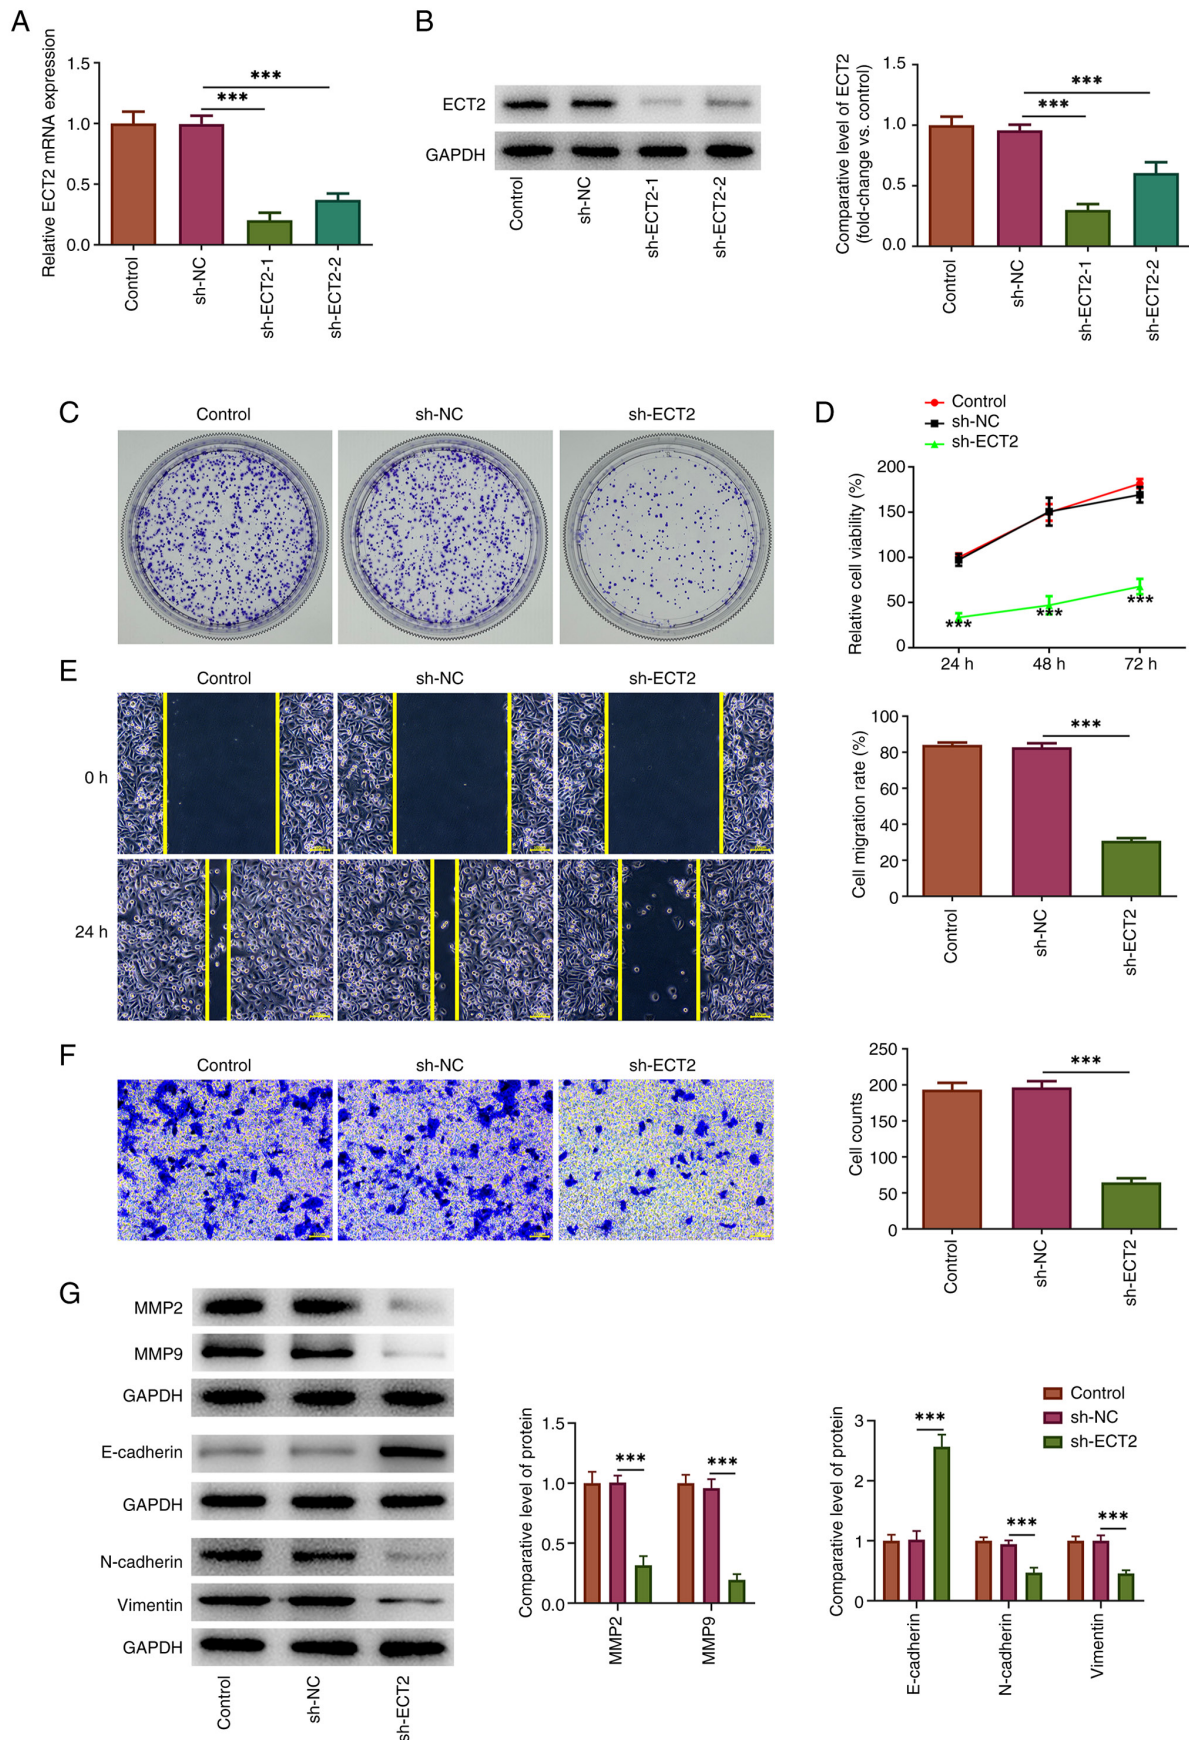 A
Relative ECT2 mRNA expression
1.5
1.0
0.5
0.0
***
***
Control
sh-NC
sh-ECT2-1
sh-ECT2-2
B
ECT2
GAPDH
Control
sh-NC
sh-ECT2-1
sh-ECT2-2
Comparative level of ECT2
(fold-change vs. control)
1.5
1.0
0.5
0.0
***
***
Control
sh-NC
sh-ECT2-1
sh-ECT2-2
C
Control
sh-NC
sh-ECT2
D
Control
sh-NC
sh-ECT2
Relative cell viability (%)
200
150
100
50
0
***
***
***
24 h
48 h
72 h
E
Control
sh-NC
sh-ECT2
0 h
24 h
Cell migration rate (%)
100
80
60
40
20
0
***
Control
sh-NC
sh-ECT2
F
Control
sh-NC
sh-ECT2
Cell counts
250
200
150
100
50
0
***
Control
sh-NC
sh-ECT2
G
MMP2
MMP9
GAPDH
E-cadherin
GAPDH
N-cadherin
Vimentin
GAPDH
Control
sh-NC
sh-ECT2
Comparative level of protein
1.5
1.0
0.5
0.0
***
***
MMP2
MMP9
Control
sh-NC
sh-ECT2
Comparative level of protein
3
2
1
0
***
***
***
E-cadherin
N-cadherin
Vimentin